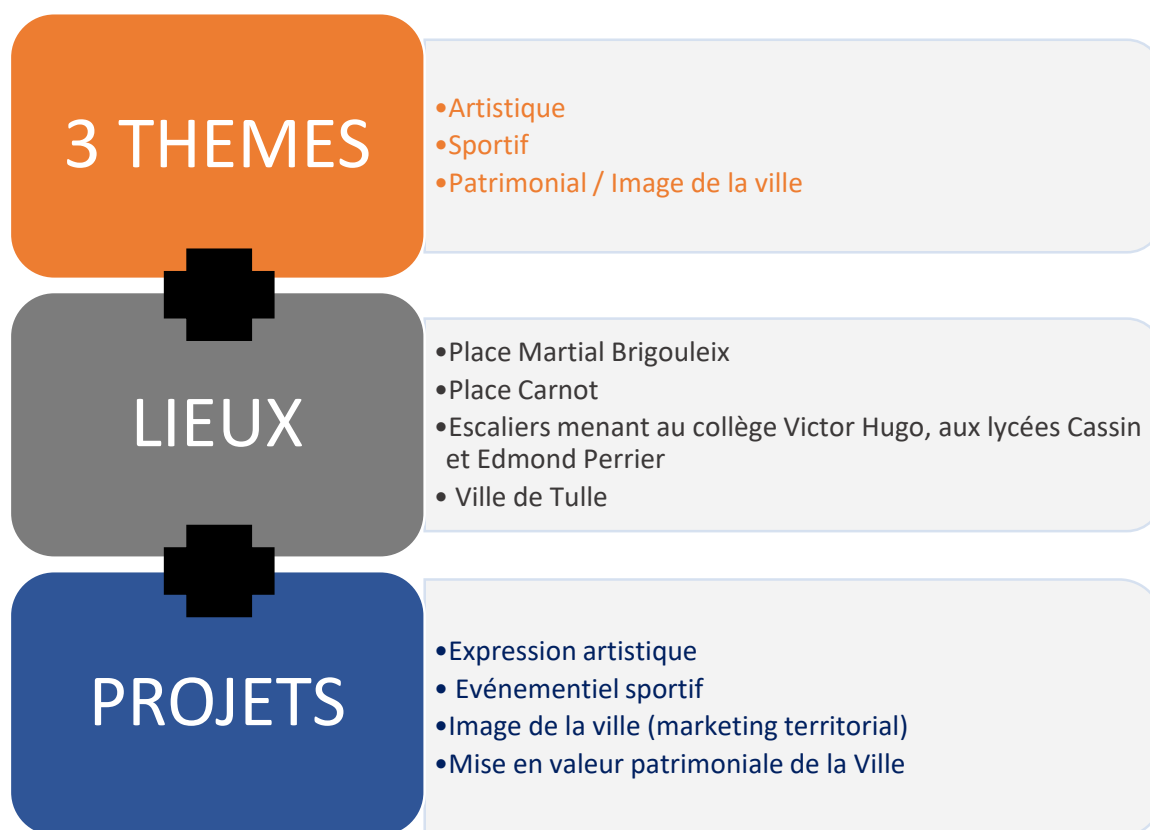 3 THEMES
•Artistique
•Sportif
•Patrimonial / Image de la ville
LIEUX
•Place Martial Brigouleix
•Place Carnot
•Escaliers menant au collège Victor Hugo, aux lycées Cassin
et Edmond Perrier
• Ville de Tulle
PROJETS
•Expression artistique
• Evénementiel sportif
•Image de la ville (marketing territorial)
•Mise en valeur patrimoniale de la Ville